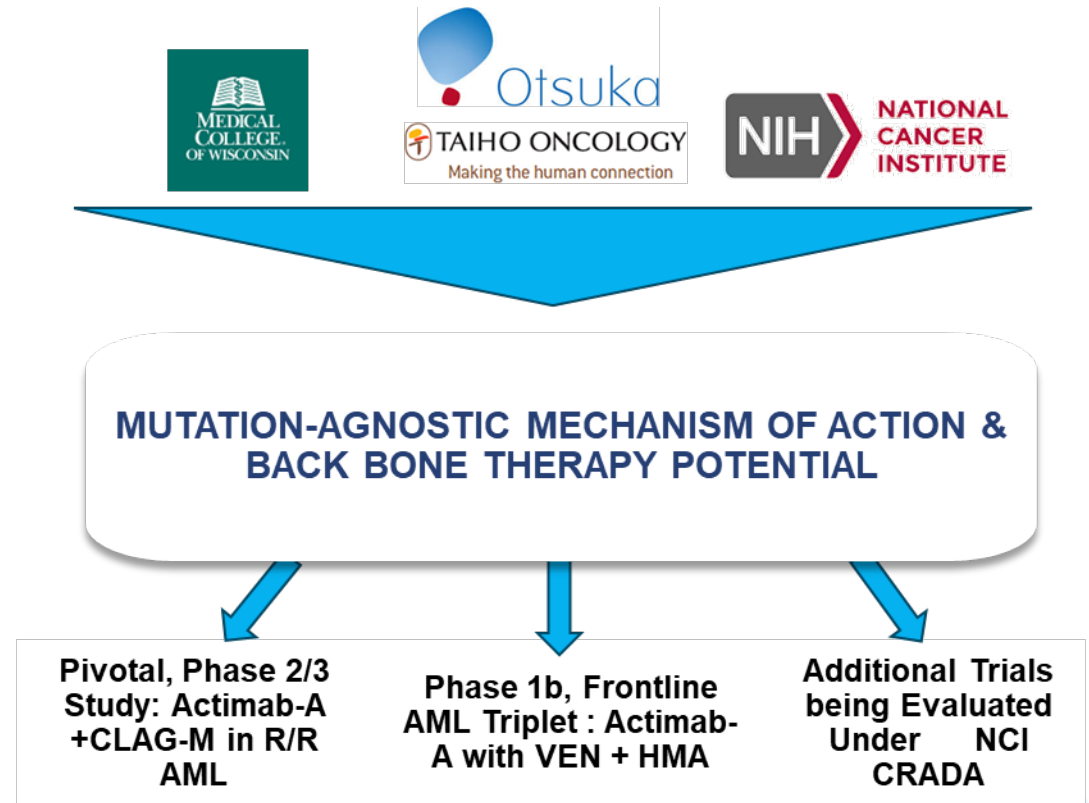 MEDICAL
COLLEGE.
OF WISCONSIN
Otsuka
TAIHO ONCOLOGY
Making the human connection
NIH
NATIONAL
CANCER
INSTITUTE
MUTATION-AGNOSTIC MECHANISM OF ACTION &
BACK BONE THERAPY POTENTIAL
Pivotal, Phase 2/3
Study: Actimab-A
+CLAG-M in R/R
AML
Phase 1b, Frontline
AML Triplet : Actimab-
A with VEN + HMA
Additional Trials
being Evaluated
Under NCI
CRADA